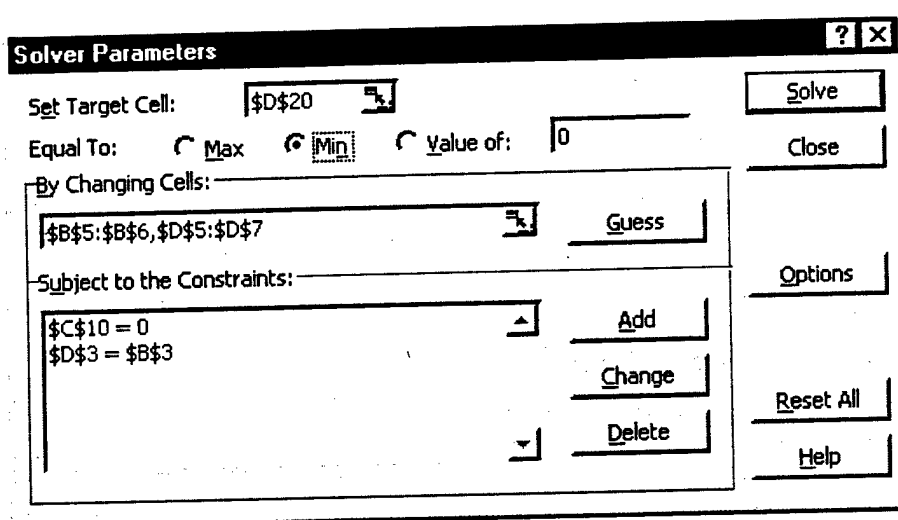 Solver Parameters
? X
Set Target Cell: $D$20
Solve
Equal To: Max Min Value of: 0
Close
By Changing Cells:
$B$5:$B$6,$D$5:$D$7
Guess
Subject to the Constraints:
Options
$C$10 = 0
$D$3 = $B$3
Add
Change
Reset All
Delete
Help